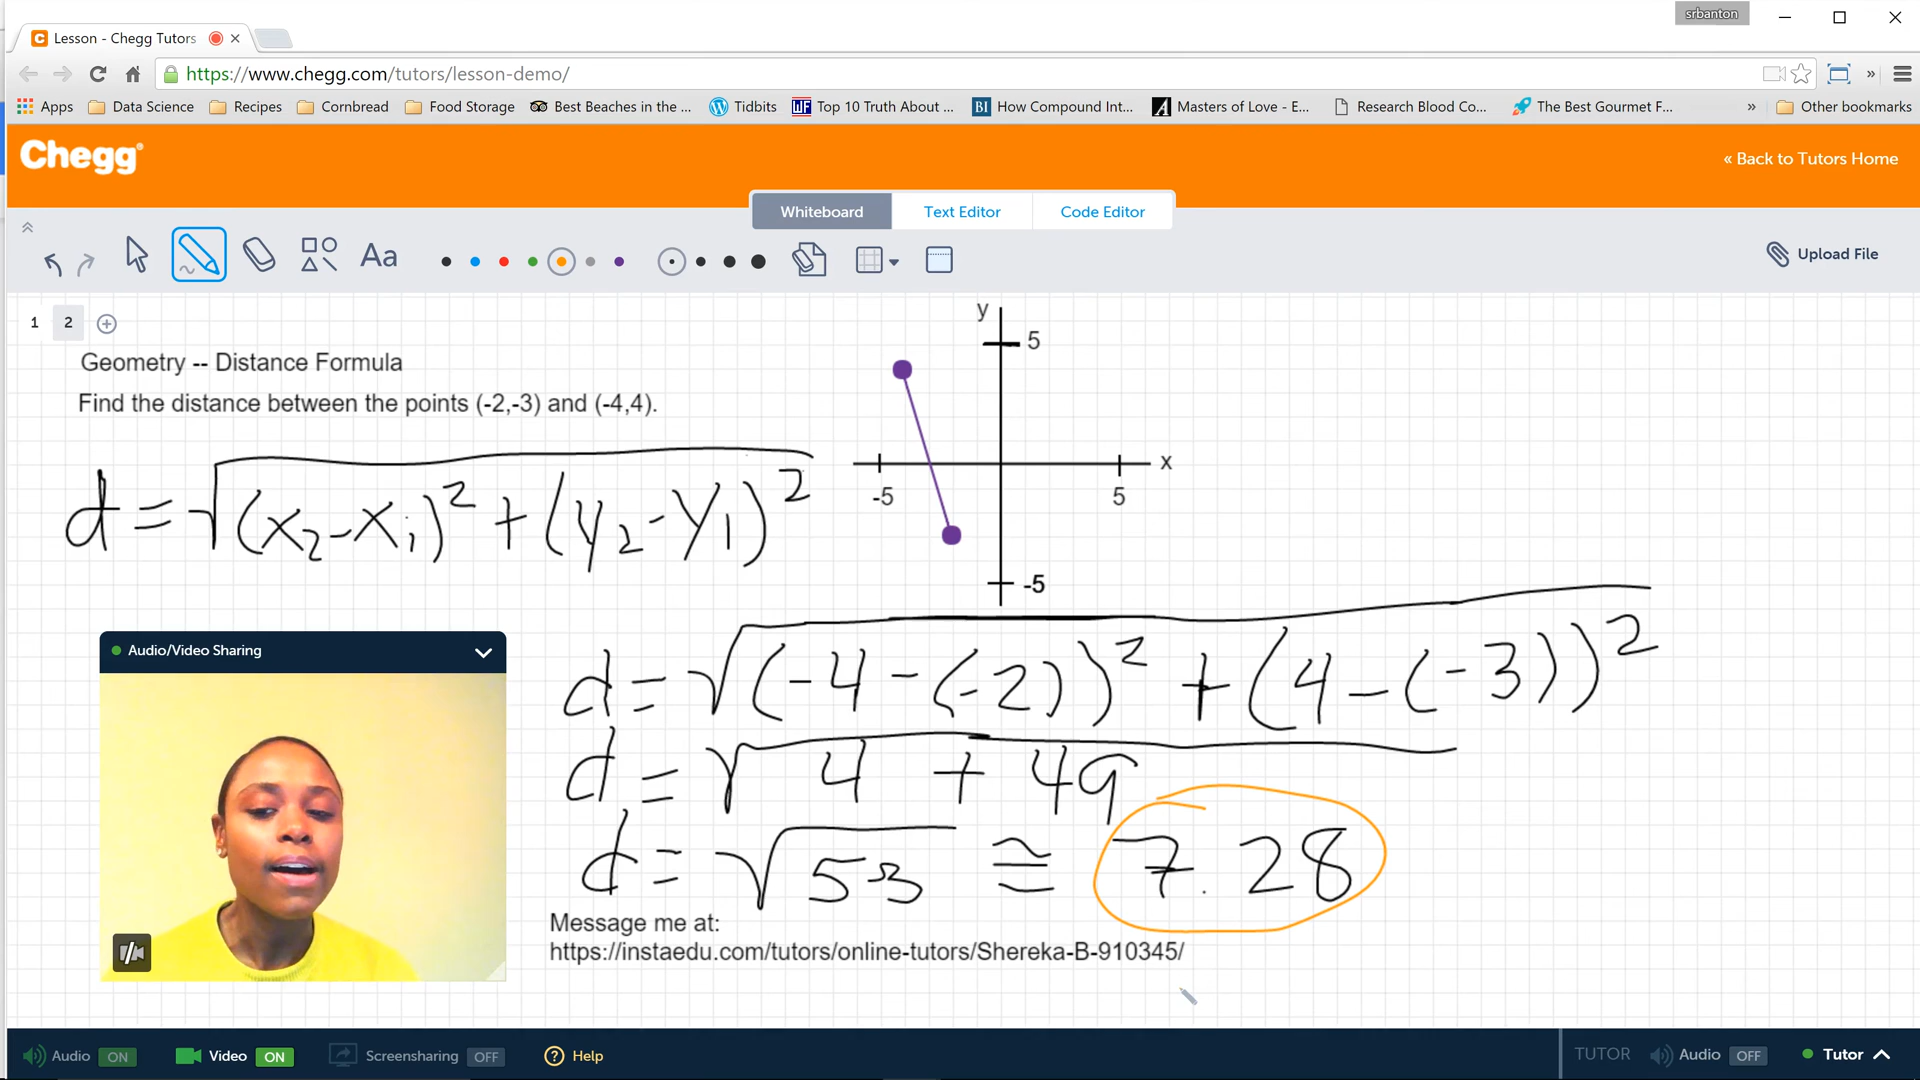 srbanton
Lesson - Chegg Tutors
https://www.chegg.com/tutors/lesson-demo/
Apps Data Science Recipes Cornbread Food Storage Best Beaches in the ... Tidbits Top 10 Truth About ... BI How Compound Int... Masters of Love - E... Research Blood Co... The Best Gourmet F... » Other bookmarks
Chegg
« Back to Tutors Home
Whiteboard Text Editor Code Editor
Aa
Upload File
1 2
y
5
Geometry -- Distance Formula
Find the distance between the points (-2,-3) and (-4,4).
x
-5 5
-5
d = √(x₂-x₁)² + (y₂-y₁)²
Audio/Video Sharing
d = √(-4-(-2))² + (4-(-3))²
d = √4 + 49
d = √53 ≅ 7.28
Message me at:
https://instaedu.com/tutors/online-tutors/Shereka-B-910345/
Audio ON Video ON Screensharing OFF ? Help TUTOR Audio OFF Tutor